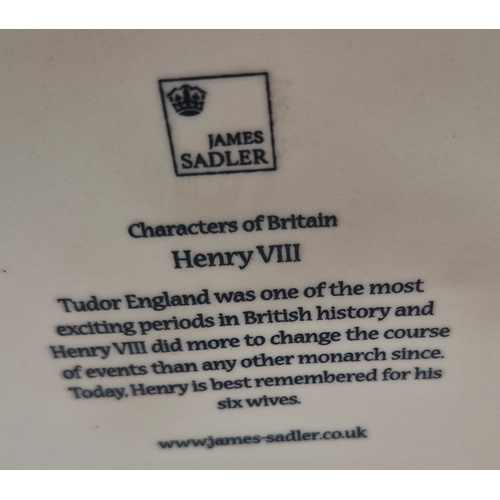 JAMES
SADLER
Characters of Britain
Henry VIII
Tudor England was one of the most
exciting periods in British history and
Henry VIII did more to change the course
of events than any other monarch since.
Today, Henry is best remembered for his
six wives.
www.james-sadler.co.uk